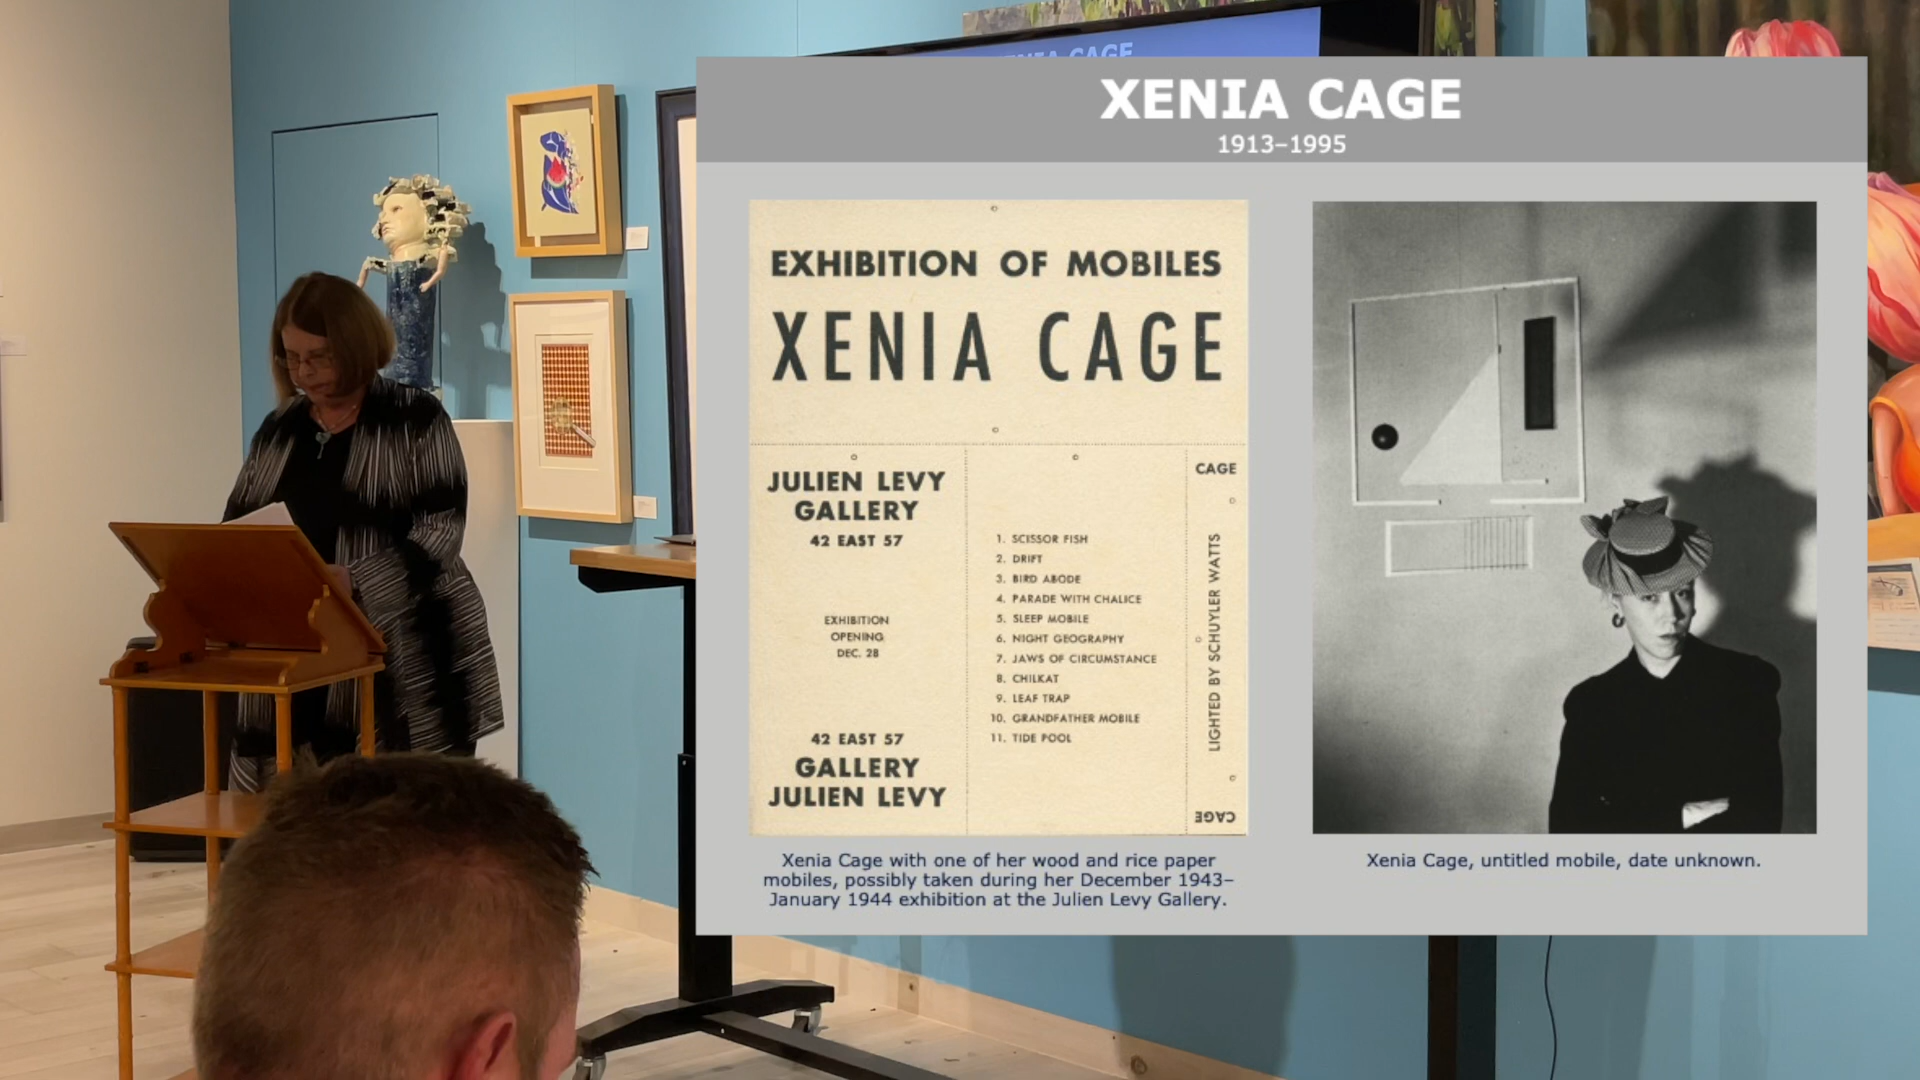 XENIA CAGE
XENIA CAGE
1913–1995
EXHIBITION OF MOBILES
XENIA CAGE
JULIEN LEVY
GALLERY
42 EAST 57
EXHIBITION
OPENING
DEC. 28
42 EAST 57
GALLERY
JULIEN LEVY
1. SCISSOR FISH
2. DRIFT
3. BIRD ABODE
4. PARADE WITH CHALICE
5. SLEEP MOBILE
6. NIGHT GEOGRAPHY
7. JAWS OF CIRCUMSTANCE
8. CHILKAT
9. LEAF TRAP
10. GRANDFATHER MOBILE
11. TIDE POOL
CAGE
LIGHTED BY SCHUYLER WATTS
CAGE
Xenia Cage with one of her wood and rice paper
mobiles, possibly taken during her December 1943–
January 1944 exhibition at the Julien Levy Gallery.
Xenia Cage, untitled mobile, date unknown.